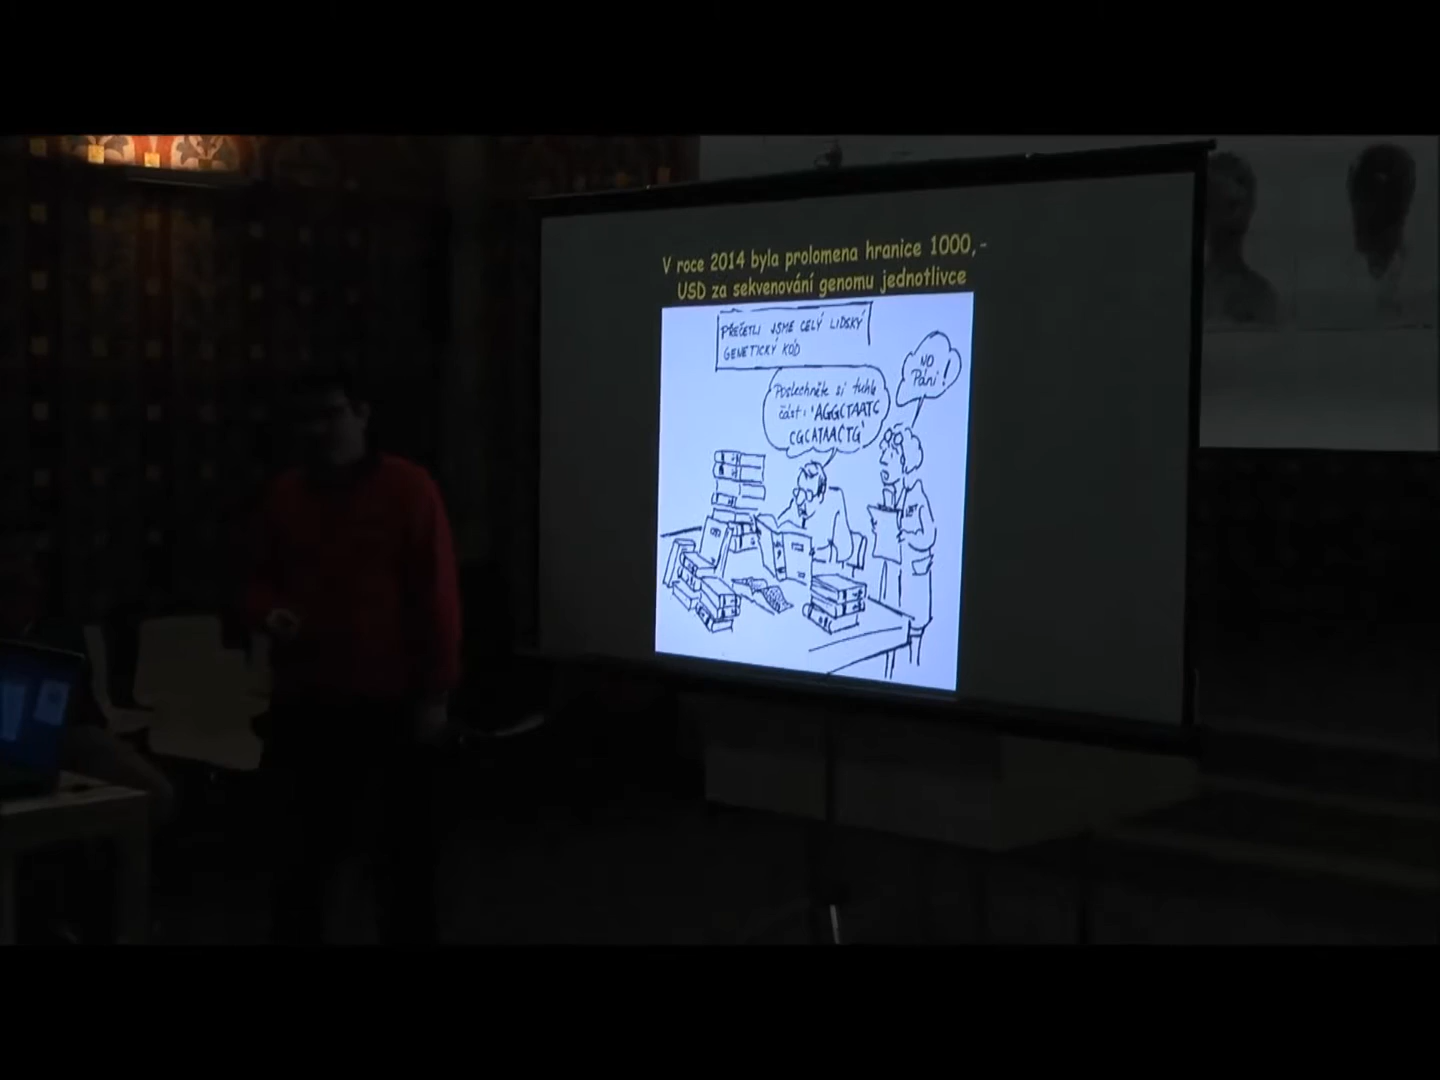 V roce 2014 byla prolomena hranice 1000,-
USD za sekvenování genomu jednotlivce
PŘEČETLI JSME CELÝ LIDSKÝ
GENETICKÝ KÓD
Poslechněte si tuhle
část: 'AGGCTAATC
CGCATAACTG'
NO
Páni!